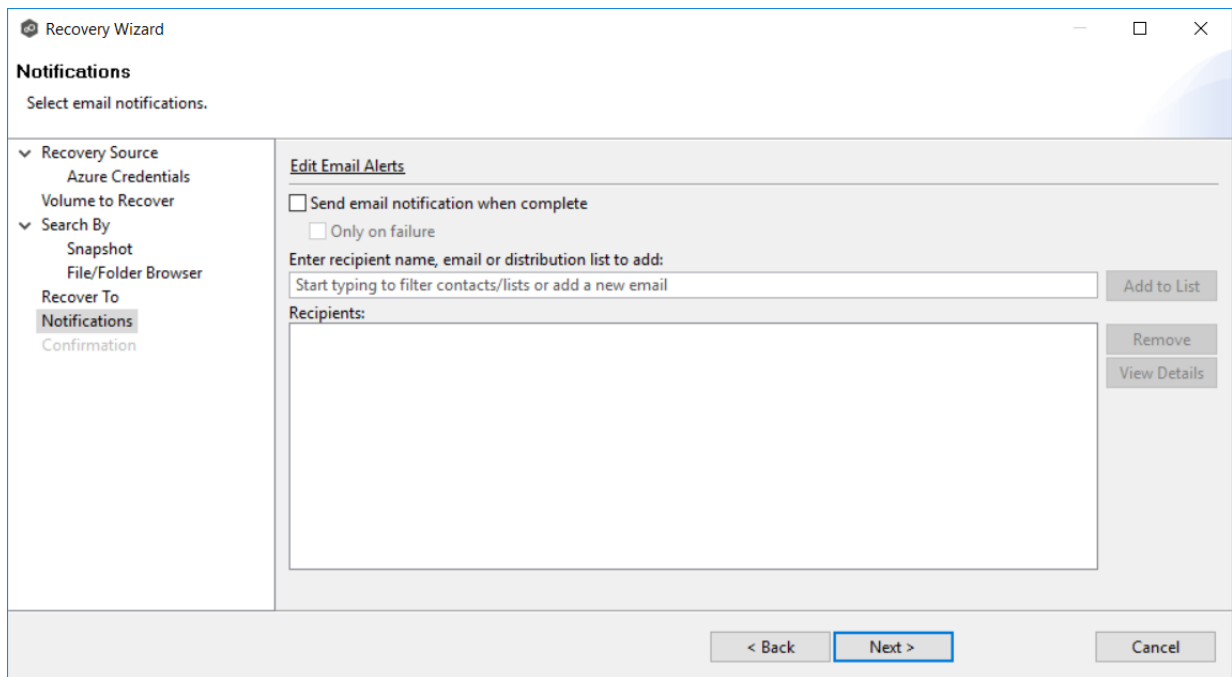 Recovery Wizard
Notifications
Select email notifications.
Recovery Source
Azure Credentials
Volume to Recover
Search By
Snapshot
File/Folder Browser
Recover To
Notifications
Confirmation
Edit Email Alerts
Send email notification when complete
Only on failure
Enter recipient name, email or distribution list to add:
Start typing to filter contacts/lists or add a new email
Add to List
Recipients:
Remove
View Details
< Back
Next >
Cancel